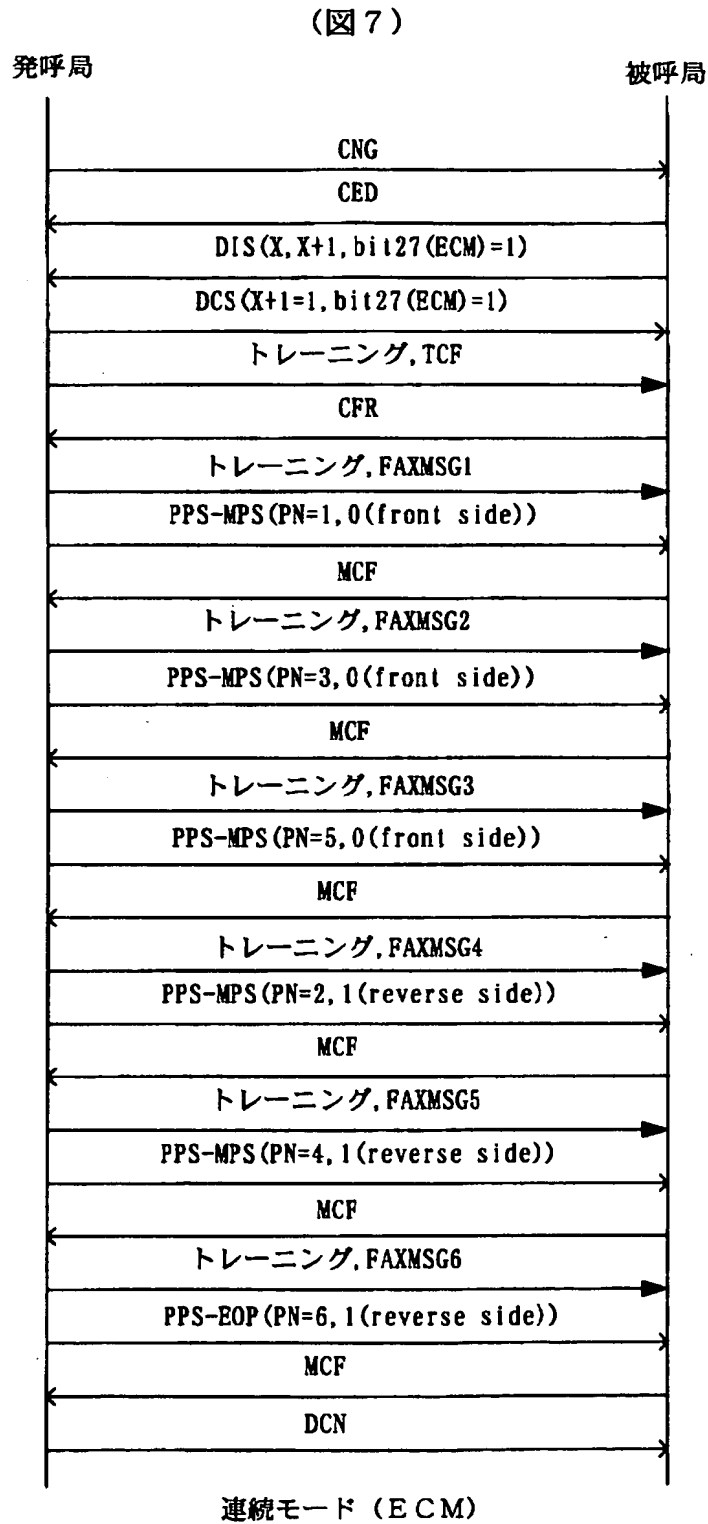 (図7)
発呼局
被呼局
CNG
CED
DIS(X,X+1,bit27(ECM)=1)
DCS(X+1=1,bit27(ECM)=1)
トレーニング,TCF
CFR
トレーニング,FAXMSG1
PPS-MPS(PN=1,0(front side))
MCF
トレーニング,FAXMSG2
PPS-MPS(PN=3,0(front side))
MCF
トレーニング,FAXMSG3
PPS-MPS(PN=5,0(front side))
MCF
トレーニング,FAXMSG4
PPS-MPS(PN=2,1(reverse side))
MCF
トレーニング,FAXMSG5
PPS-MPS(PN=4,1(reverse side))
MCF
トレーニング,FAXMSG6
PPS-EOP(PN=6,1(reverse side))
MCF
DCN
連続モード(ECM)